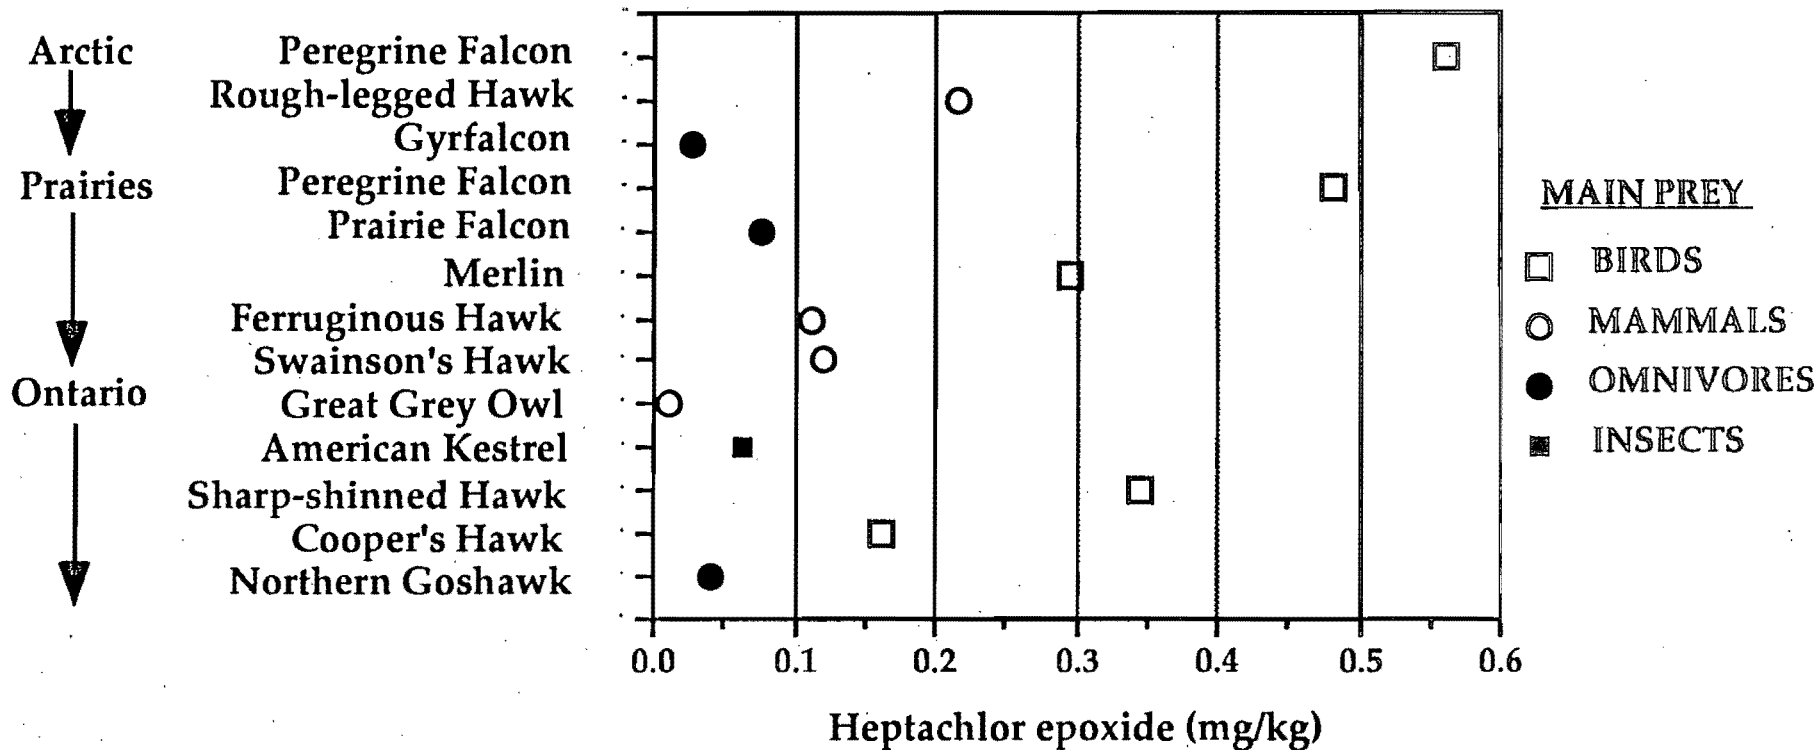 Arctic
Prairies
Ontario
Peregrine Falcon
Rough-legged Hawk
Gyrfalcon
Peregrine Falcon
Prairie Falcon
Merlin
Ferruginous Hawk
Swainson's Hawk
Great Grey Owl
American Kestrel
Sharp-shinned Hawk
Cooper's Hawk
Northern Goshawk
0.0 0.1 0.2 0.3 0.4 0.5 0.6
Heptachlor epoxide (mg/kg)
MAIN PREY
BIRDS
MAMMALS
OMNIVORES
INSECTS